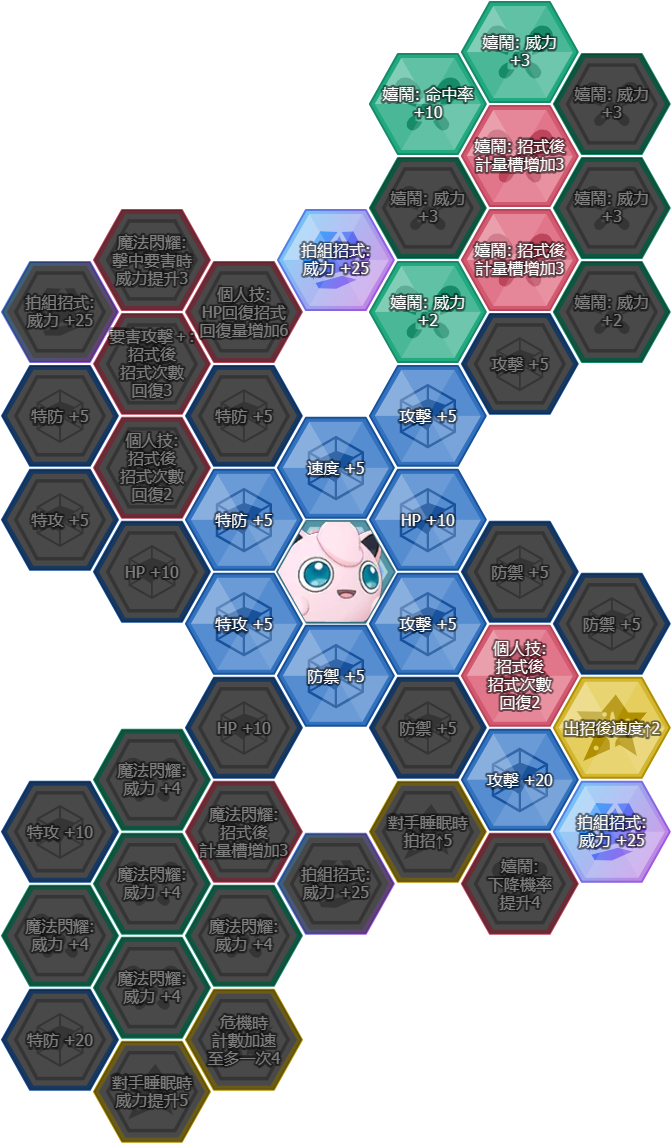 嬉鬧: 威力
+3
嬉鬧: 命中率
+10
嬉鬧: 威力
+3
嬉鬧: 招式後
計量槽增加3
嬉鬧: 威力
+3
嬉鬧: 威力
+3
魔法閃耀:
擊中要害時
威力提升3
拍組招式:
威力 +25
嬉鬧: 招式後
計量槽增加3
拍組招式:
威力 +25
個人技:
HP回復招式
回復量增加6
嬉鬧: 威力
+2
嬉鬧: 威力
+2
要害攻擊＋:
招式後
招式次數
回復3
攻擊 +5
特防 +5
特防 +5
攻擊 +5
個人技:
招式後
招式次數
回復2
速度 +5
特攻 +5
特防 +5
HP +10
HP +10
防禦 +5
特攻 +5
攻擊 +5
防禦 +5
防禦 +5
個人技:
招式後
招式次數
回復2
HP +10
防禦 +5
出招後速度↑2
魔法閃耀:
威力 +4
攻擊 +20
特攻 +10
魔法閃耀:
招式後
計量槽增加3
對手睡眠時
拍招↑5
拍組招式:
威力 +25
魔法閃耀:
威力 +4
拍組招式:
威力 +25
嬉鬧:
下降機率
提升4
魔法閃耀:
威力 +4
魔法閃耀:
威力 +4
魔法閃耀:
威力 +4
特防 +20
危機時
計數加速
至多一次4
對手睡眠時
威力提升5